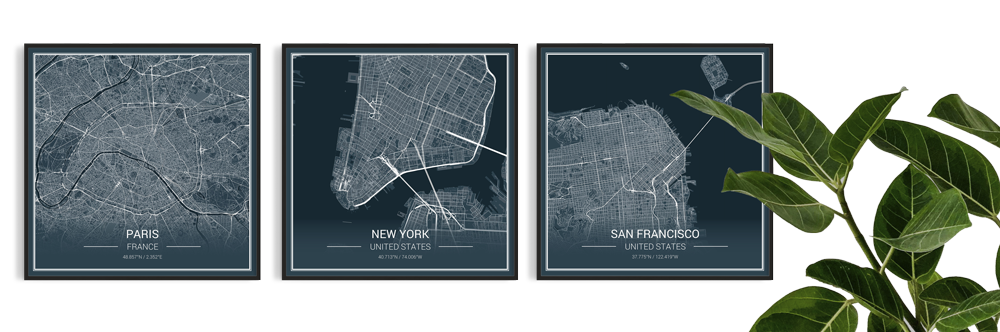 PARIS
FRANCE
48.857°N / 2.352°E
NEW YORK
UNITED STATES
40.713°N / 74.006°W
SAN FRANCISCO
UNITED STATES
37.775°N / 122.419°W